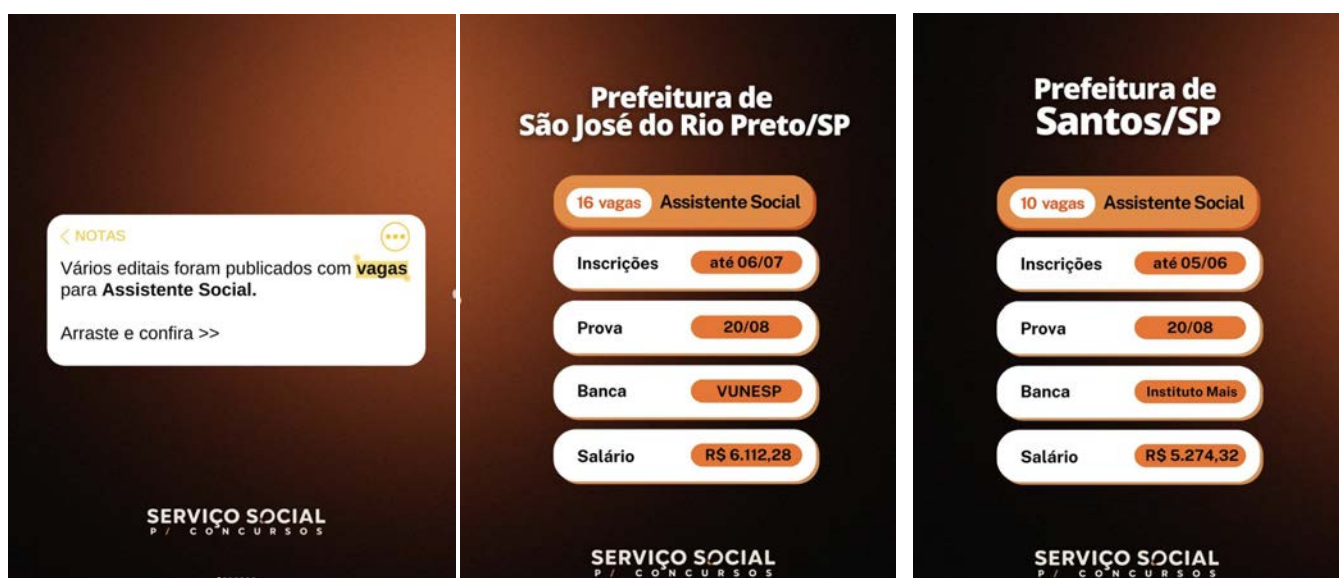 < NOTAS
Vários editais foram publicados com vagas
para Assistente Social.
Arraste e confira >>
SERVIÇO SOCIAL
P/ CONCURSOS
Prefeitura de
São José do Rio Preto/SP
16 vagas Assistente Social
Inscrições até 06/07
Prova 20/08
Banca VUNESP
Salário R$ 6.112,28
SERVIÇO SOCIAL
P/ CONCURSOS
Prefeitura de
Santos/SP
10 vagas Assistente Social
Inscrições até 05/06
Prova 20/08
Banca Instituto Mais
Salário R$ 5.274,32
SERVIÇO SOCIAL
P/ CONCURSOS